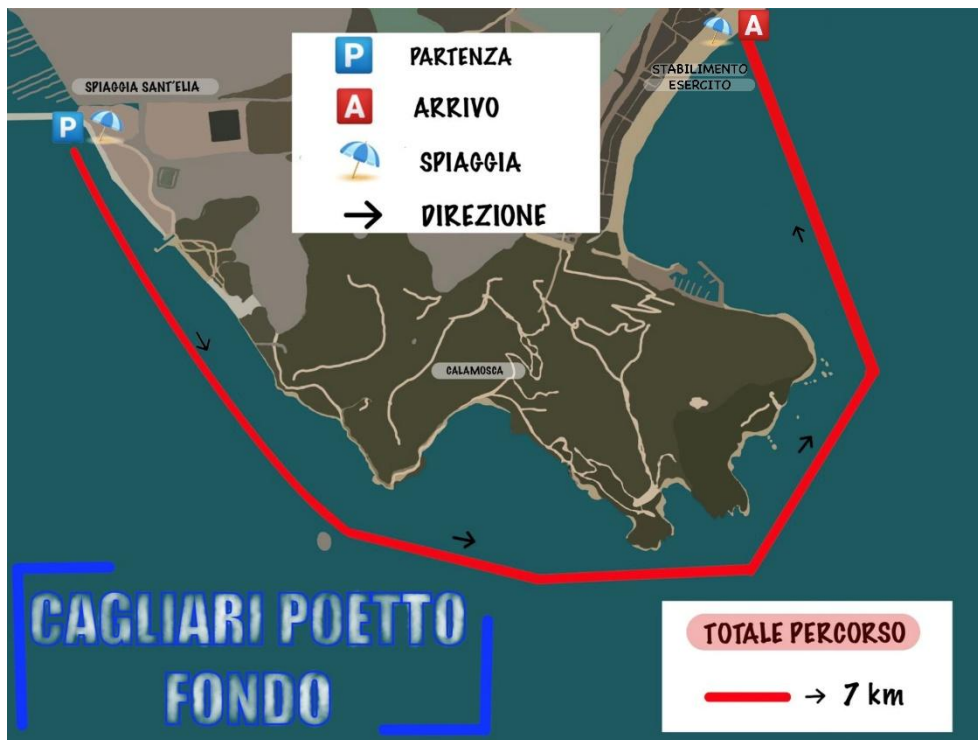 P PARTENZA
A ARRIVO
SPIAGGIA
→ DIREZIONE
SPIAGGIA SANT'ELIA
P
A
STABILIMENTO
ESERCITO
CALAMOSCA
CAGLIARI POETTO
FONDO
TOTALE PERCORSO
→ 7 km